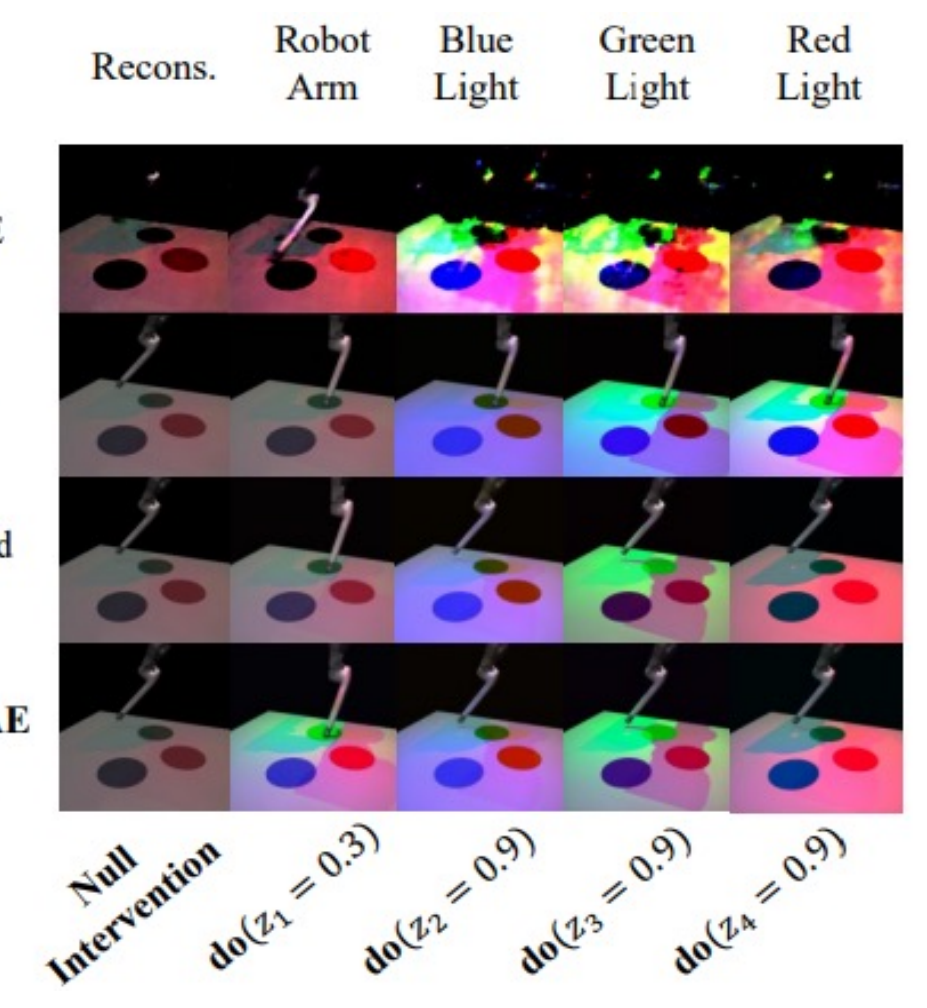 Recons.
Robot
Arm
Blue
Light
Green
Light
Red
Light
E
d
AE
Null
Intervention
do(z₁ = 0.3)
do(z₂ = 0.9)
do(z₃ = 0.9)
do(z₄ = 0.9)